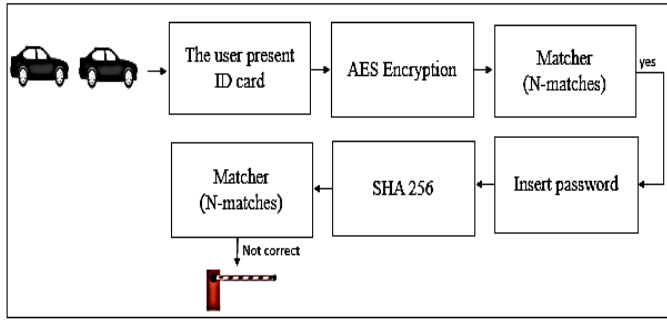 The user present
ID card
AES Encryption
Matcher
(N-matches)
yes
Insert password
SHA 256
Matcher
(N-matches)
Not correct